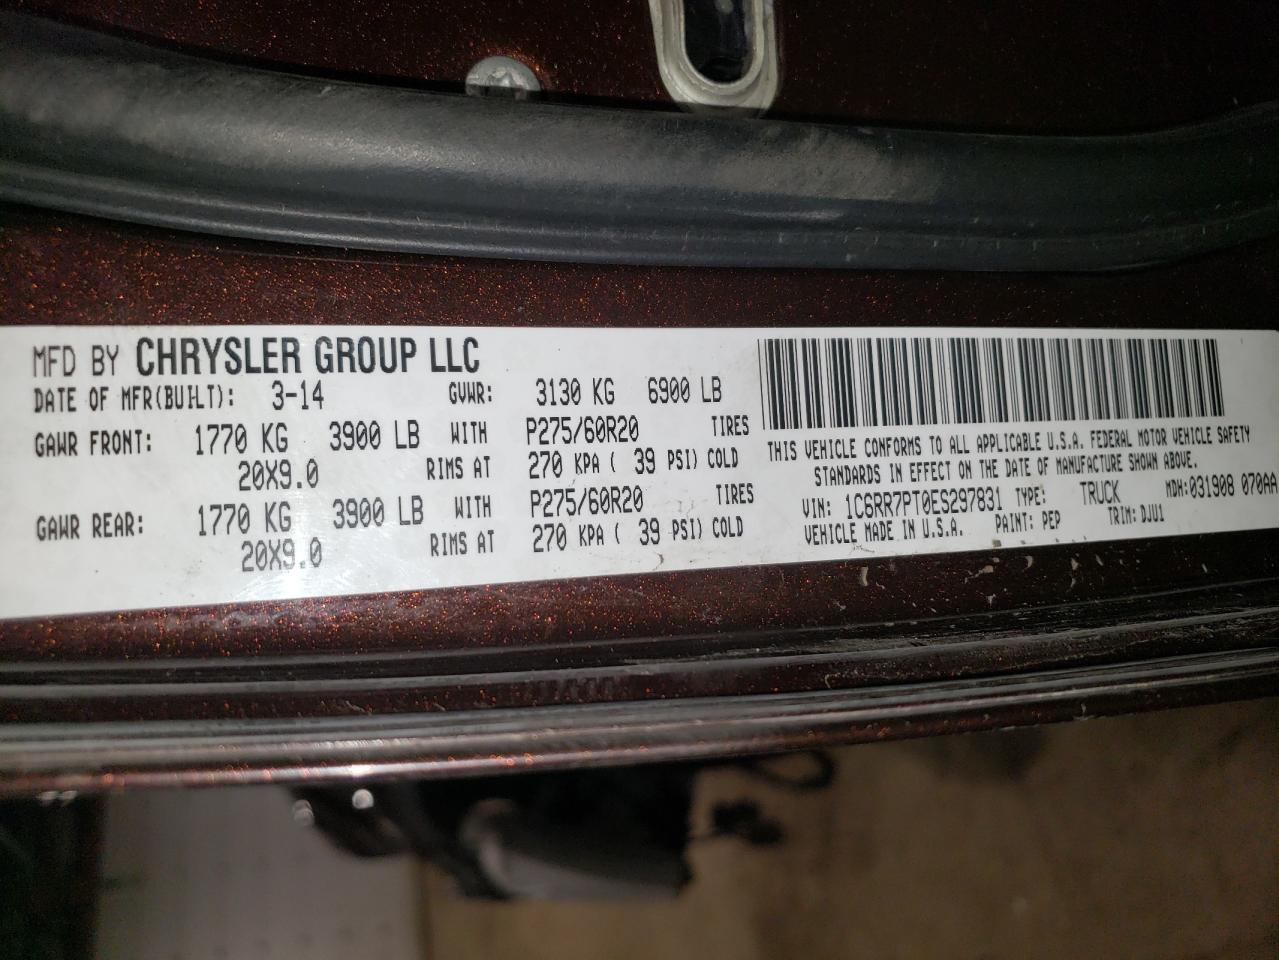 MFD BY CHRYSLER GROUP LLC
DATE OF MFR(BUILT): 3-14 GVWR: 3130 KG 6900 LB
GAWR FRONT: 1770 KG 3900 LB WITH P275/60R20 TIRES
20X9.0 RIMS AT 270 KPA ( 39 PSI) COLD
GAWR REAR: 1770 KG 3900 LB WITH P275/60R20 TIRES
20X9.0 RIMS AT 270 KPA ( 39 PSI) COLD
THIS VEHICLE CONFORMS TO ALL APPLICABLE U.S.A. FEDERAL MOTOR VEHICLE SAFETY
STANDARDS IN EFFECT ON THE DATE OF MANUFACTURE SHOWN ABOVE.
VIN: 1C6RR7PT0ES297831 TYPE: TRUCK MDH:031908 070AA
VEHICLE MADE IN U.S.A. PAINT: PEP TRIM: DJU1